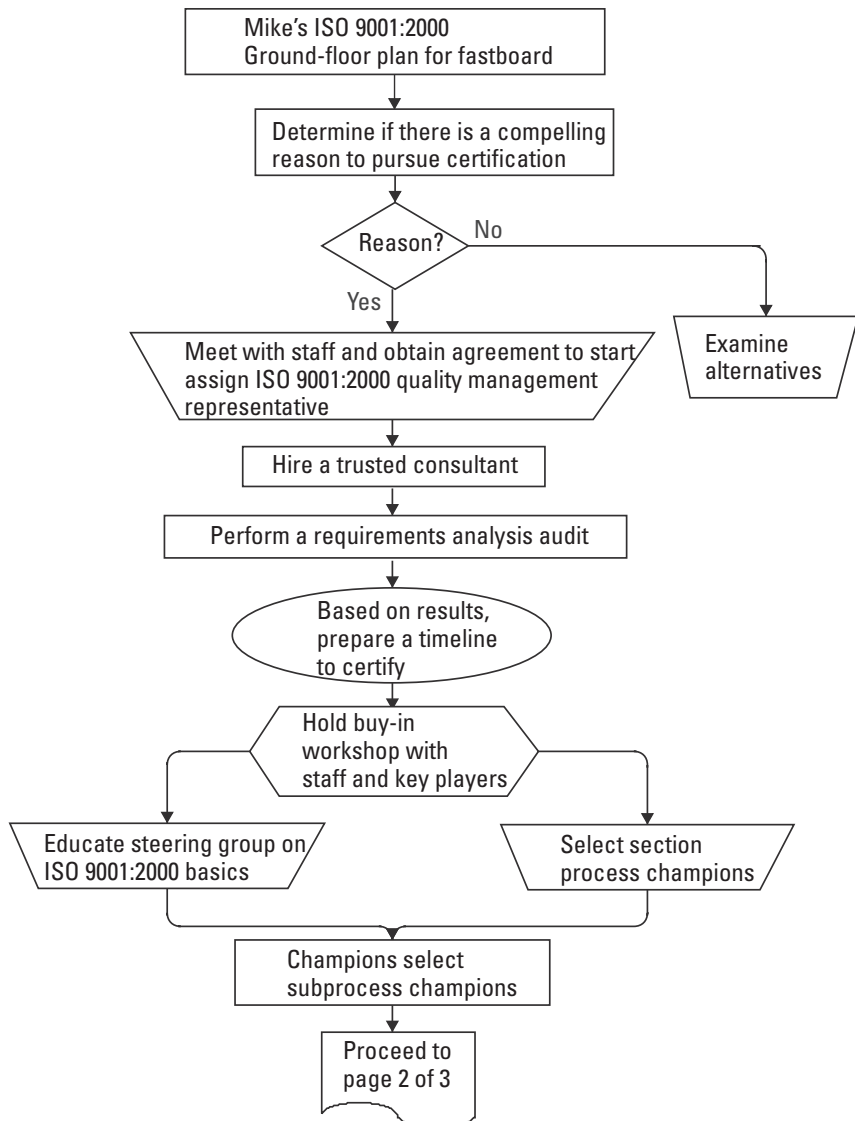 Mike's ISO 9001:2000
Ground-floor plan for fastboard
Determine if there is a compelling
reason to pursue certification
Reason?
No
Yes
Meet with staff and obtain agreement to start
assign ISO 9001:2000 quality management
representative
Examine
alternatives
Hire a trusted consultant
Perform a requirements analysis audit
Based on results,
prepare a timeline
to certify
Hold buy-in
workshop with
staff and key players
Educate steering group on
ISO 9001:2000 basics
Select section
process champions
Champions select
subprocess champions
Proceed to
page 2 of 3